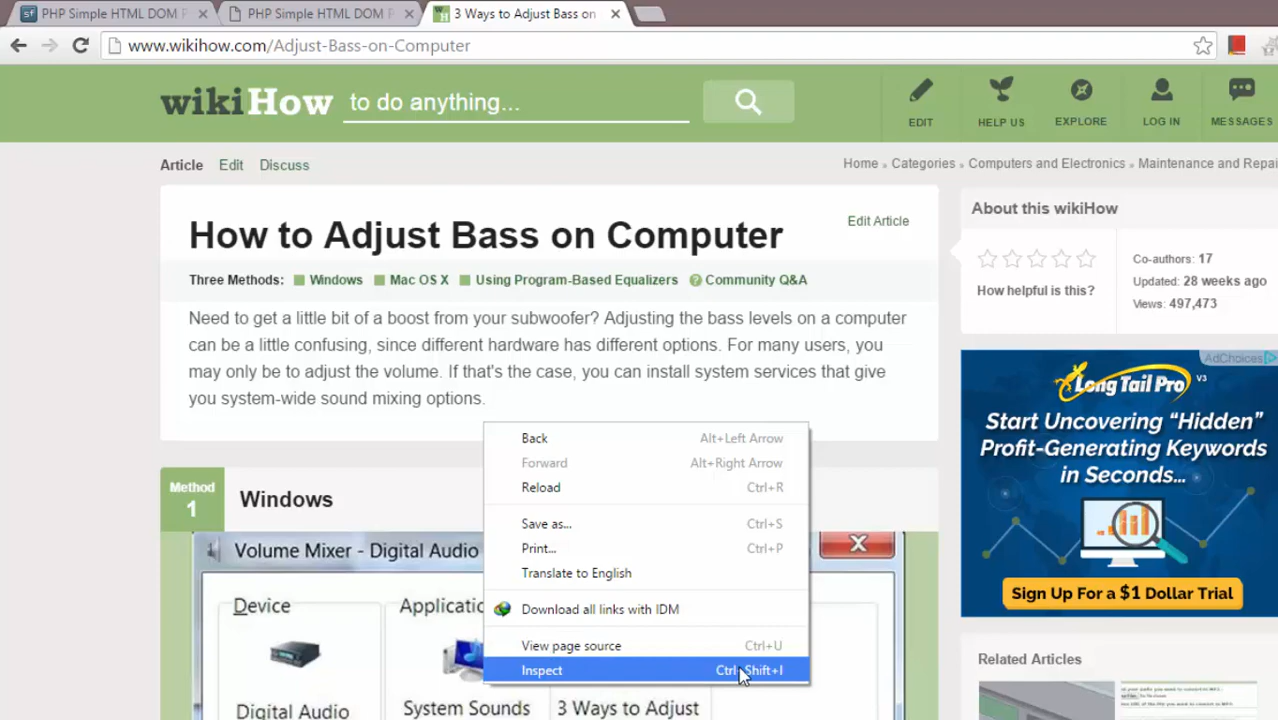 PHP Simple HTML DOM P
PHP Simple HTML DOM P
3 Ways to Adjust Bass on
www.wikihow.com/Adjust-Bass-on-Computer
wikiHow to do anything...
EDIT
HELP US
EXPLORE
LOG IN
MESSAGES
Article Edit Discuss
Home » Categories » Computers and Electronics » Maintenance and Repai
How to Adjust Bass on Computer
Edit Article
Three Methods: Windows Mac OS X Using Program-Based Equalizers Community Q&A
Need to get a little bit of a boost from your subwoofer? Adjusting the bass levels on a computer
can be a little confusing, since different hardware has different options. For many users, you
may only be to adjust the volume. If that's the case, you can install system services that give
you system-wide sound mixing options.
About this wikiHow
How helpful is this?
Co-authors: 17
Updated: 28 weeks ago
Views: 497,473
AdChoices
Long Tail Pro V3
Start Uncovering "Hidden"
Profit-Generating Keywords
in Seconds...
Sign Up For a $1 Dollar Trial
Back Alt+Left Arrow
Forward Alt+Right Arrow
Reload Ctrl+R
Save as... Ctrl+S
Print... Ctrl+P
Translate to English
Download all links with IDM
View page source Ctrl+U
Inspect Ctrl+Shift+I
Method
1
Windows
Volume Mixer - Digital Audio
Device
Applicatic
Digital Audio
System Sounds
3 Ways to Adjust
Related Articles